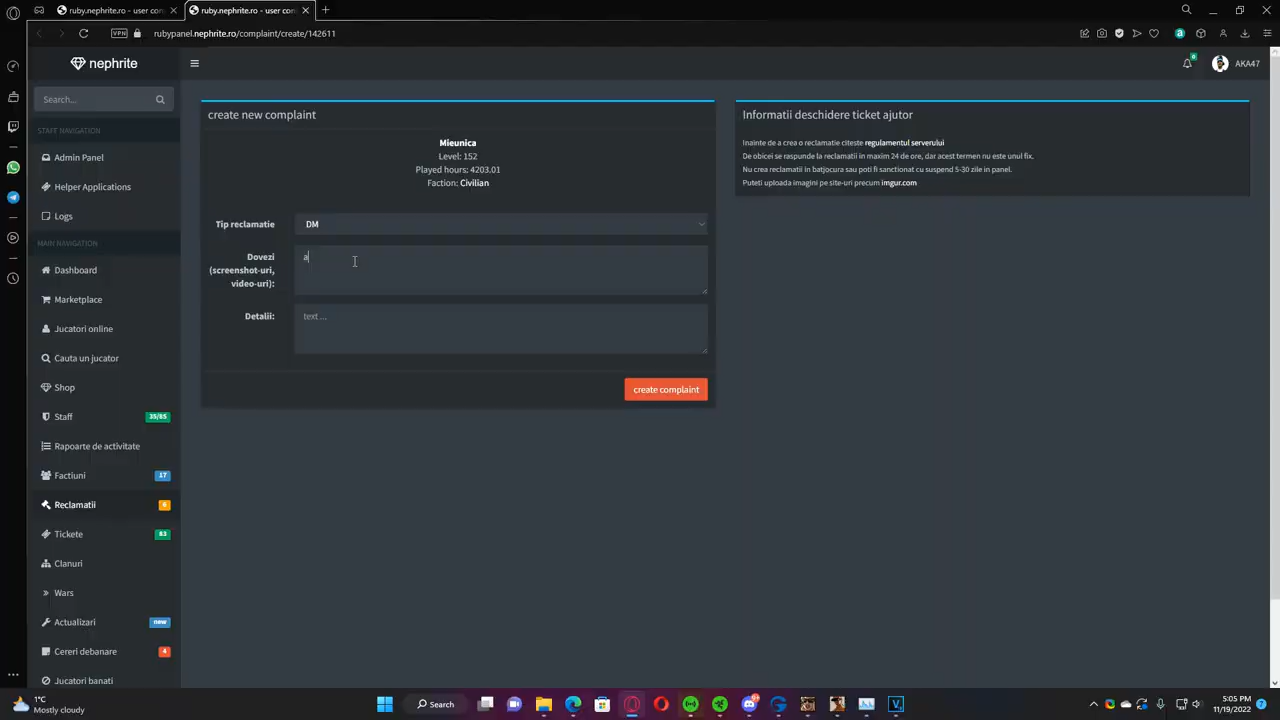 ruby.nephrite.ro - user con
ruby.nephrite.ro - user con
VPN
rubypanel.nephrite.ro/complaint/create/142611
nephrite
6
AKA47
Search...
STAFF NAVIGATION
Admin Panel
Helper Applications
Logs
MAIN NAVIGATION
Dashboard
Marketplace
Jucatori online
Cauta un jucator
Shop
Staff
35/85
Rapoarte de activitate
Factiuni
17
Reclamatii
6
Tickete
83
Clanuri
Wars
Actualizari
new
Cereri debanare
4
Jucatori banati
create new complaint
Mieunica
Level: 152
Played hours: 4203.01
Faction: Civilian
Tip reclamatie
DM
Dovezi
(screenshot-uri,
video-uri):
a
Detalii:
text ...
create complaint
Informatii deschidere ticket ajutor
Inainte de a crea o reclamatie citeste regulamentul serverului
De obicei se raspunde la reclamatii in maxim 24 de ore, dar acest termen nu este unul fix.
Nu crea reclamatii in batjocura sau poti fi sanctionat cu suspend 5-30 zile in panel.
Puteti uploada imagini pe site-uri precum imgur.com
1°C
Mostly cloudy
Search
5:05 PM
11/19/2022